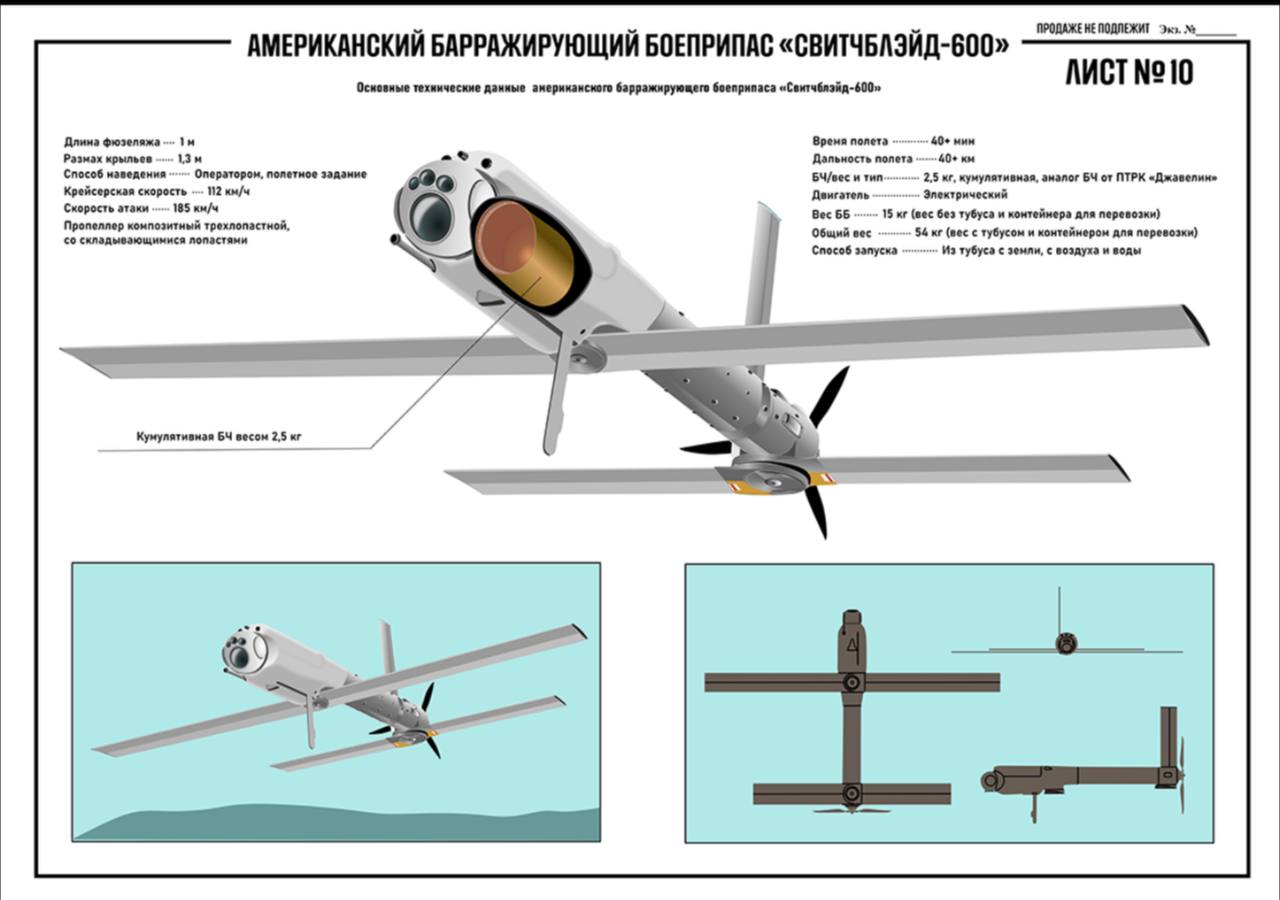 ПРОДАЖЕ НЕ ПОДЛЕЖИТ Экз. №______
АМЕРИКАНСКИЙ БАРРАЖИРУЮЩИЙ БОЕПРИПАС «СВИТЧБЛЭЙД-600»
ЛИСТ № 10
Основные технические данные американского барражирующего боеприпаса «Свитчблэйд-600»
Длина фюзеляжа ···· 1 м
Размах крыльев ······ 1,3 м
Способ наведения ······ Оператором, полетное задание
Крейсерская скорость ···· 112 км/ч
Скорость атаки ······ 185 км/ч
Пропеллер композитный трехлопастной,
со складывающимися лопастями
Время полета ·········· 40+ мин
Дальность полета ······ 40+ км
БЧ/вес и тип·········· 2,5 кг, кумулятивная, аналог БЧ от ПТРК «Джавелин»
Двигатель ·········· Электрический
Вес ББ ······· 15 кг (вес без тубуса и контейнера для перевозки)
Общий вес ·········· 54 кг (вес с тубусом и контейнером для перевозки)
Способ запуска ·········· Из тубуса с земли, с воздуха и воды
Кумулятивная БЧ весом 2,5 кг